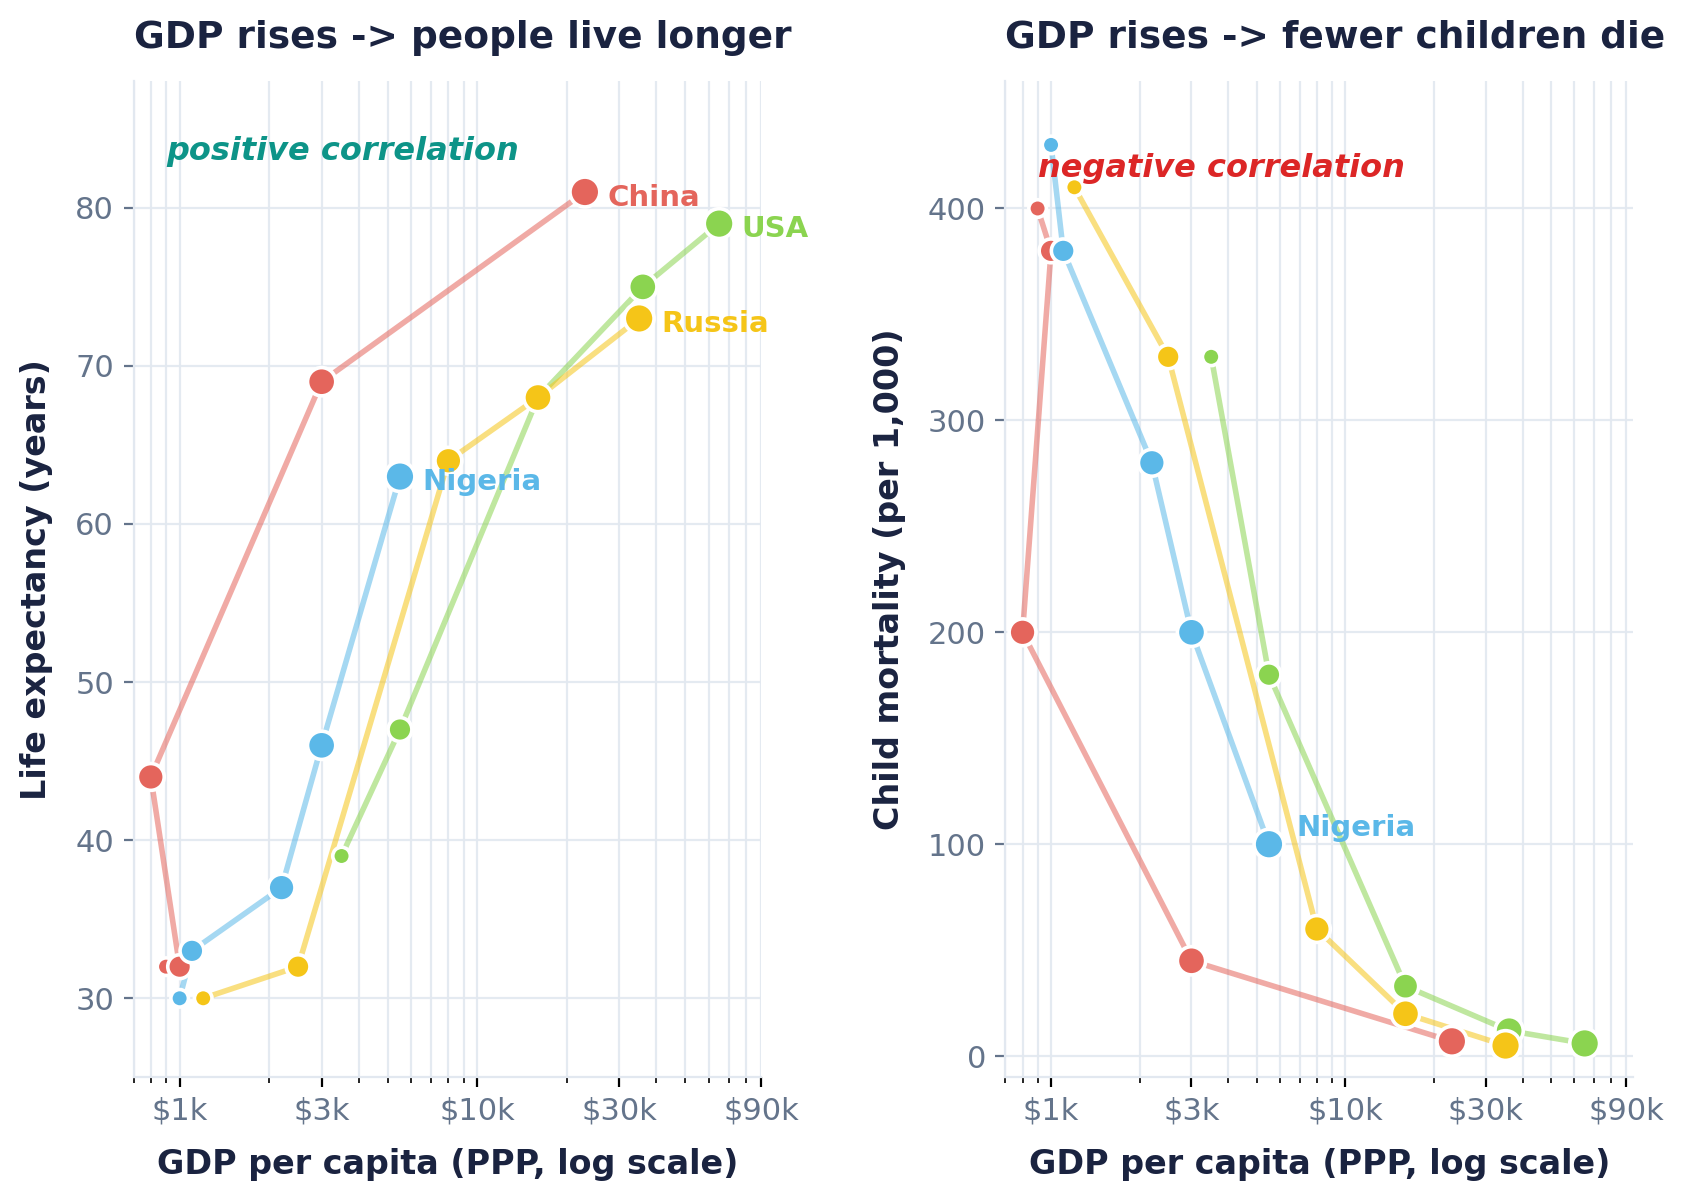 GDP rises -> people live longer
positive correlation
China
USA
Russia
Nigeria
80
70
60
50
40
30
Life expectancy (years)
$1k
$3k
$10k
$30k
$90k
GDP per capita (PPP, log scale)
GDP rises -> fewer children die
negative correlation
Nigeria
400
300
200
100
0
Child mortality (per 1,000)
$1k
$3k
$10k
$30k
$90k
GDP per capita (PPP, log scale)